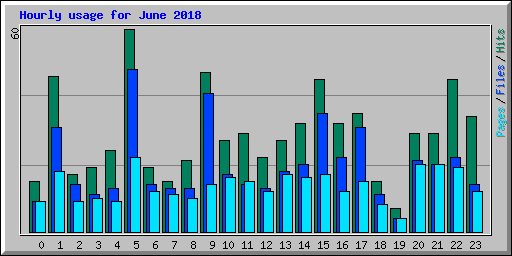 Hourly usage for June 2018
60
Pages/Files/Hits
0 1 2 3 4 5 6 7 8 9 10 11 12 13 14 15 16 17 18 19 20 21 22 23